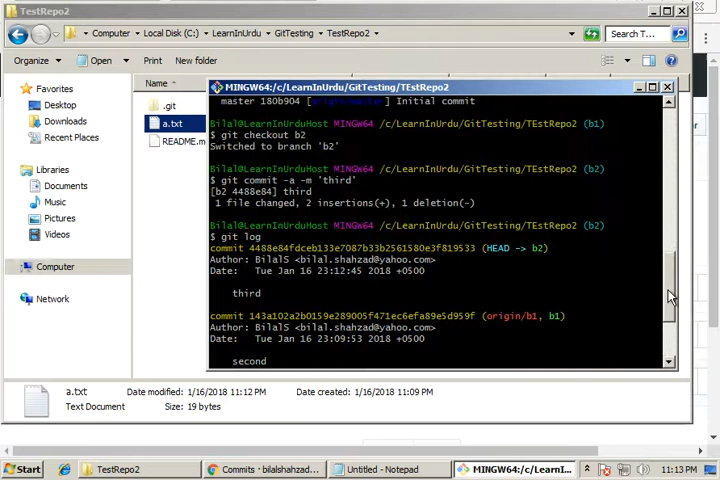 TestRepo2
Computer ▸ Local Disk (C:) ▸ LearnInUrdu ▸ GitTesting ▸ TestRepo2 ▸
Search T...
Organize
Open
Print
New folder
Favorites
Desktop
Downloads
Recent Places
Libraries
Documents
Music
Pictures
Videos
Computer
Network
Name
.git
a.txt
README.m
MINGW64:/c/LearnInUrdu/GitTesting/TEstRepo2
master 180b904 [origin/master] Initial commit
Bilal@LearnInUrduHost MINGW64 /c/LearnInUrdu/GitTesting/TEstRepo2 (b1)
$ git checkout b2
Switched to branch 'b2'
Bilal@LearnInUrduHost MINGW64 /c/LearnInUrdu/GitTesting/TEstRepo2 (b2)
$ git commit -a -m 'third'
[b2 4488e84] third
1 file changed, 2 insertions(+), 1 deletion(-)
Bilal@LearnInUrduHost MINGW64 /c/LearnInUrdu/GitTesting/TEstRepo2 (b2)
$ git log
commit 4488e84fdceb133e7087b33b2561580e3f819533 (HEAD -> b2)
Author: BilalS <bilal.shahzad@yahoo.com>
Date:   Tue Jan 16 23:12:45 2018 +0500
third
commit 143a102a2b0159e289005f471ec6efa89e5d959f (origin/b1, b1)
Author: BilalS <bilal.shahzad@yahoo.com>
Date:   Tue Jan 16 23:09:53 2018 +0500
second
a.txt
Date modified: 1/16/2018 11:12 PM
Date created: 1/16/2018 11:09 PM
Text Document
Size: 19 bytes
Start
TestRepo2
Commits · bilalshahzad...
Untitled - Notepad
MINGW64:/c/LearnI...
11:13 PM